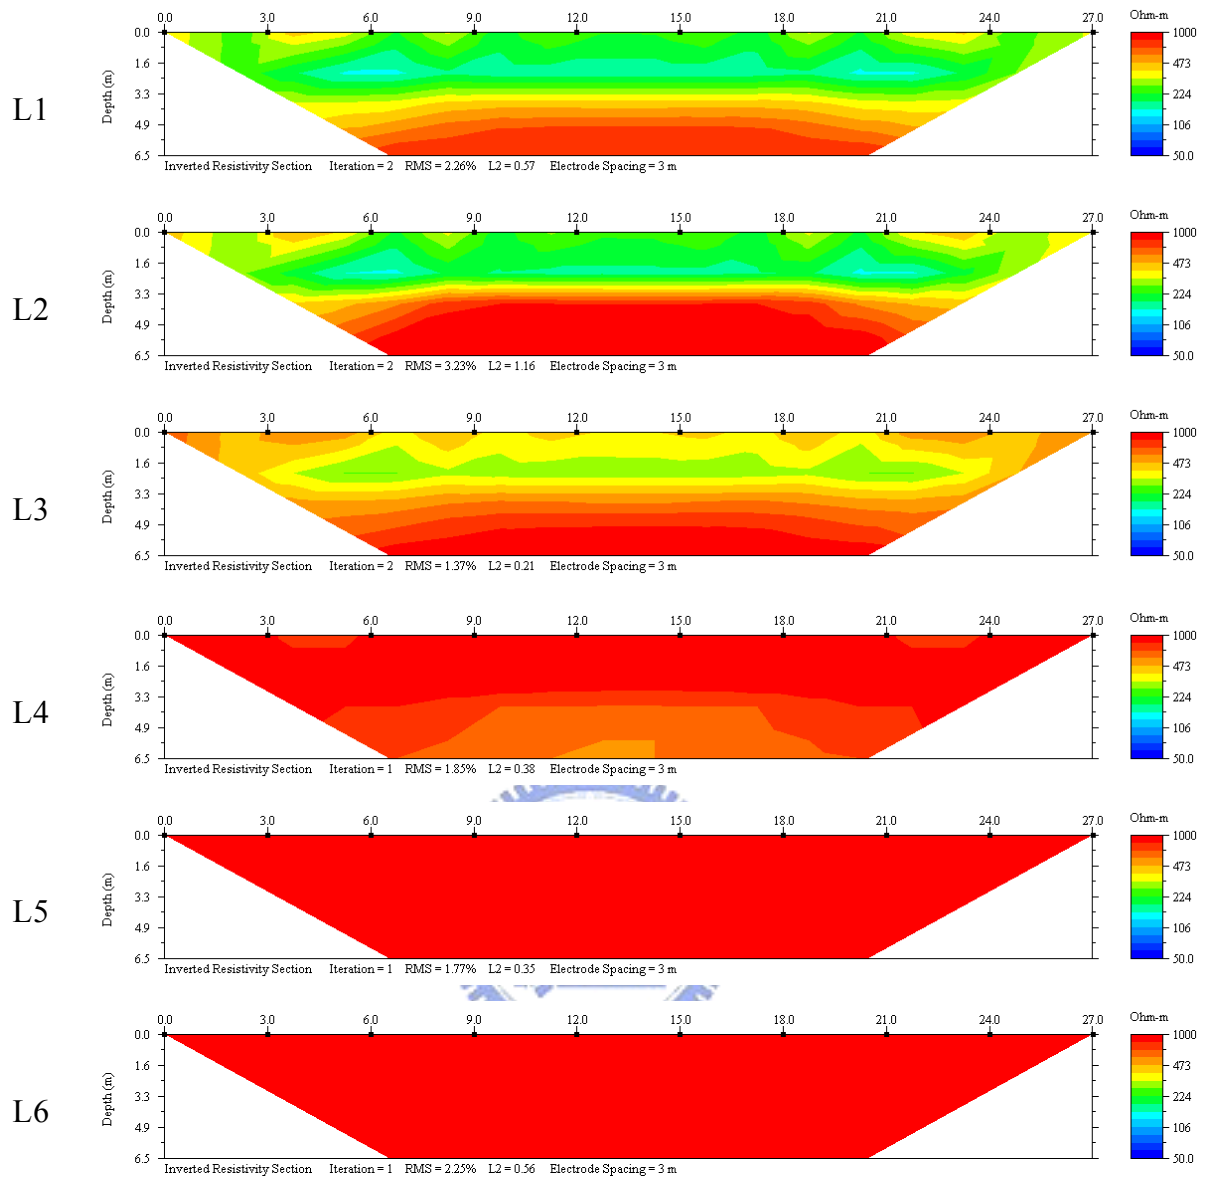 0.0 3.0 6.0 9.0 12.0 15.0 18.0 21.0 24.0 27.0
L1
Depth (m)
0.0
1.6
3.3
4.9
6.5
Inverted Resistivity Section Iteration = 2 RMS = 2.26% L2 = 0.57 Electrode Spacing = 3 m
Ohm-m
1000
473
224
106
50.0
0.0 3.0 6.0 9.0 12.0 15.0 18.0 21.0 24.0 27.0
L2
Depth (m)
0.0
1.6
3.3
4.9
6.5
Inverted Resistivity Section Iteration = 2 RMS = 3.23% L2 = 1.16 Electrode Spacing = 3 m
Ohm-m
1000
473
224
106
50.0
0.0 3.0 6.0 9.0 12.0 15.0 18.0 21.0 24.0 27.0
L3
Depth (m)
0.0
1.6
3.3
4.9
6.5
Inverted Resistivity Section Iteration = 2 RMS = 1.37% L2 = 0.21 Electrode Spacing = 3 m
Ohm-m
1000
473
224
106
50.0
0.0 3.0 6.0 9.0 12.0 15.0 18.0 21.0 24.0 27.0
L4
Depth (m)
0.0
1.6
3.3
4.9
6.5
Inverted Resistivity Section Iteration = 1 RMS = 1.85% L2 = 0.38 Electrode Spacing = 3 m
Ohm-m
1000
473
224
106
50.0
0.0 3.0 6.0 9.0 12.0 15.0 18.0 21.0 24.0 27.0
L5
Depth (m)
0.0
1.6
3.3
4.9
6.5
Inverted Resistivity Section Iteration = 1 RMS = 1.77% L2 = 0.35 Electrode Spacing = 3 m
Ohm-m
1000
473
224
106
50.0
0.0 3.0 6.0 9.0 12.0 15.0 18.0 21.0 24.0 27.0
L6
Depth (m)
0.0
1.6
3.3
4.9
6.5
Inverted Resistivity Section Iteration = 1 RMS = 2.25% L2 = 0.56 Electrode Spacing = 3 m
Ohm-m
1000
473
224
106
50.0